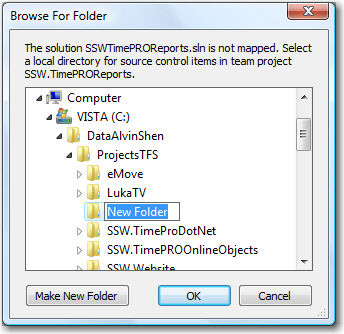 Browse For Folder
The solution SSWTimePROReports.sln is not mapped. Select
a local directory for source control items in team project
SSW.TimePROReports.
Computer
VISTA (C:)
DataAlvinShen
ProjectsTFS
eMove
LukaTV
New Folder
SSW.TimeProDotNet
SSW.TimePROOnlineObjects
SSW.Website
Make New Folder
OK
Cancel